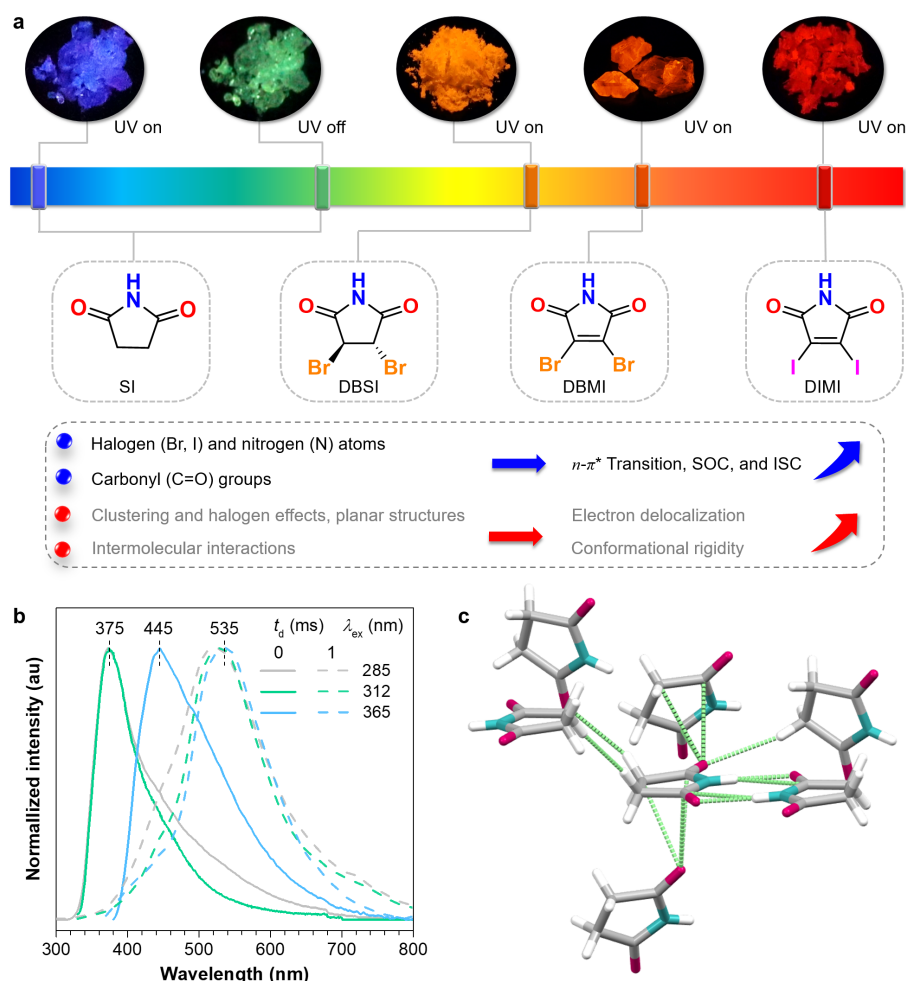 a
UV on
UV off
UV on
UV on
UV on
H
N
O
O
SI
H
N
O
O
Br
Br
DBSI
H
N
O
O
Br
Br
DBMI
H
N
O
O
I
I
DIMI
Halogen (Br, I) and nitrogen (N) atoms
Carbonyl (C=O) groups
n-π* Transition, SOC, and ISC
Clustering and halogen effects, planar structures
Electron delocalization
Intermolecular interactions
Conformational rigidity
b
375 445 535
t_d (ms) λ_ex (nm)
0 1
285
312
365
Normalized intensity (au)
300 400 500 600 700 800
Wavelength (nm)
c